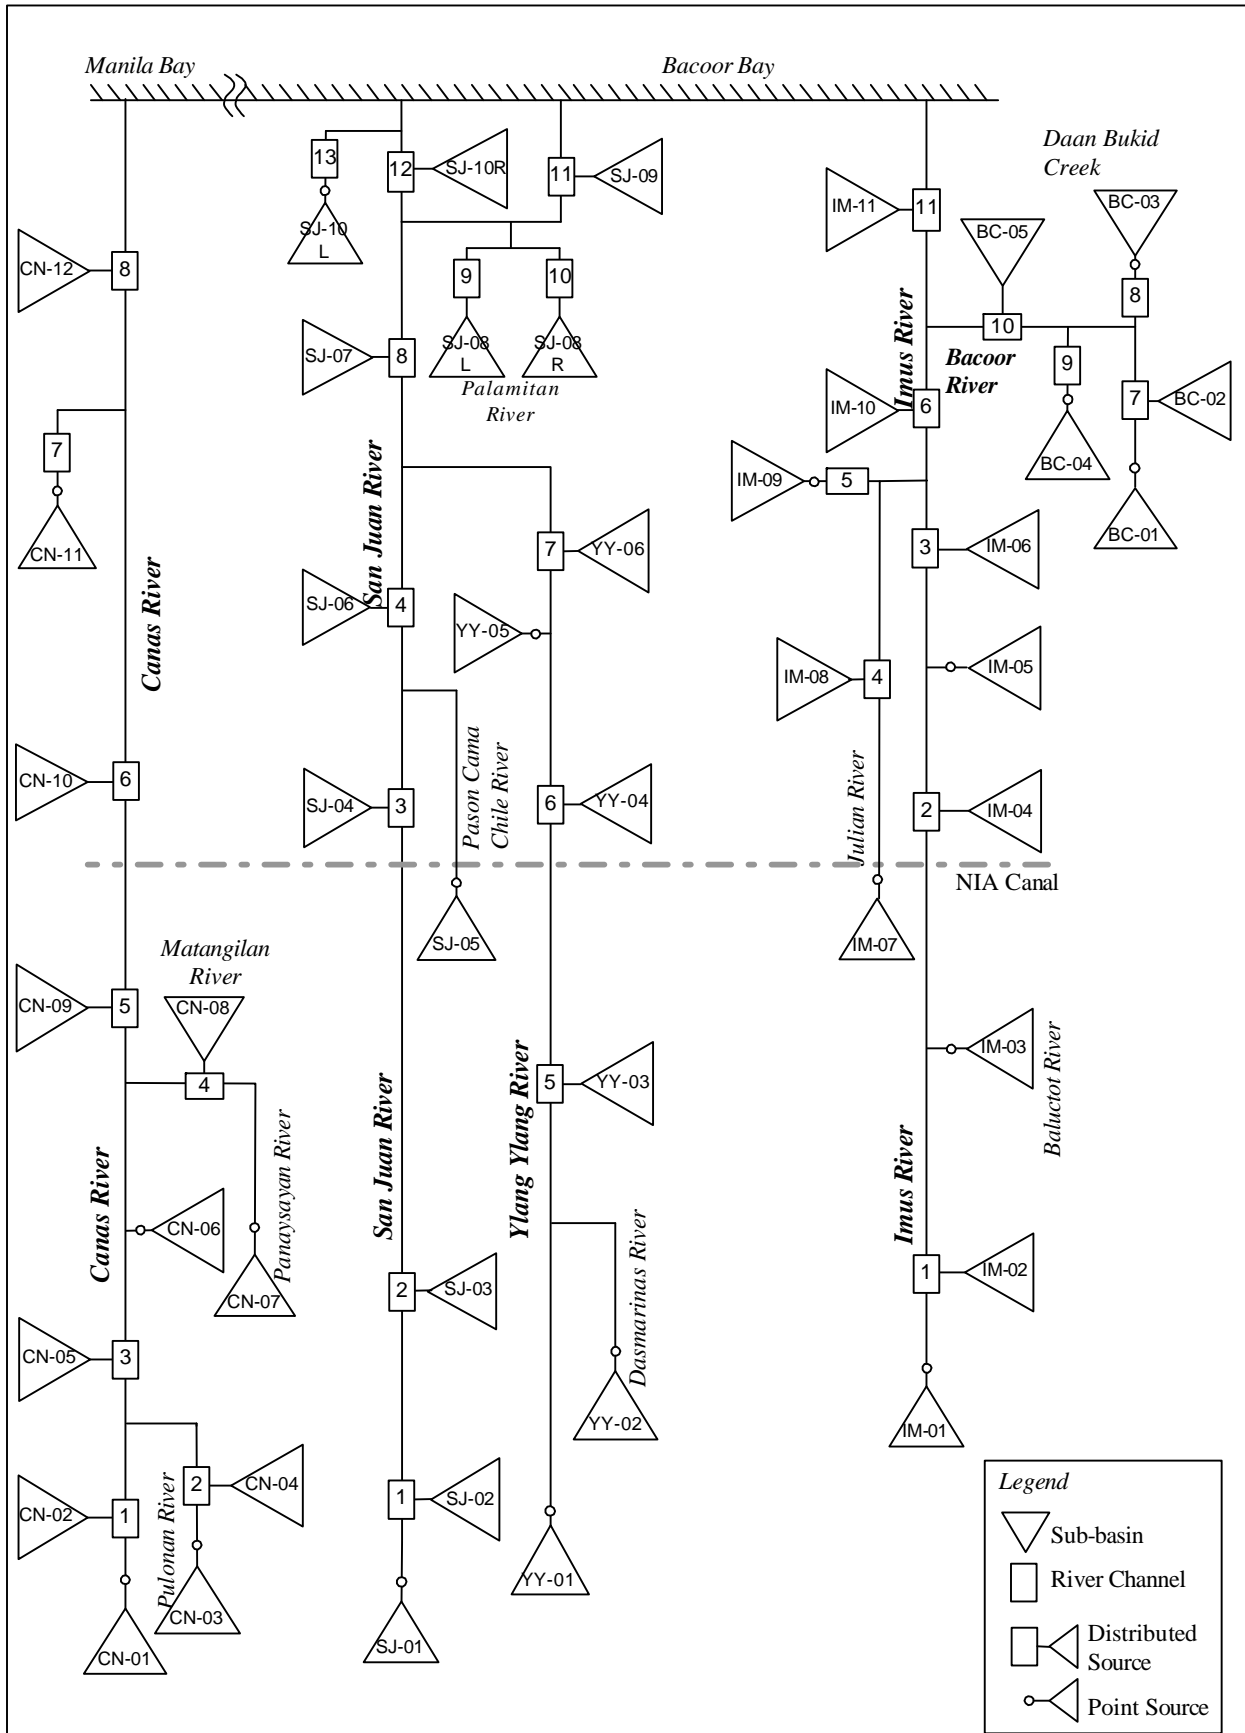 Manila Bay
Bacoor Bay
Daan Bukid
Creek
13
12
SJ-10R
11
SJ-09
SJ-10
L
IM-11
11
BC-05
BC-03
CN-12
8
9
10
8
SJ-07
8
SJ-08
L
SJ-08
R
Palamitan
River
Imus River
10
Bacoor
River
9
7
BC-02
IM-10
6
BC-04
BC-01
7
CN-11
Canas River
San Juan River
IM-09
5
7
YY-06
3
IM-06
SJ-06
4
YY-05
IM-08
4
IM-05
CN-10
6
SJ-04
3
Pason Cama
Chile River
6
YY-04
Julian River
2
IM-04
NIA Canal
SJ-05
IM-07
Matangilan
River
CN-09
5
CN-08
4
Canas River
CN-06
Panaysayan River
CN-07
San Juan River
Ylang Ylang River
5
YY-03
IM-03
Baluctot River
Imus River
2
SJ-03
1
IM-02
Dasmarinas River
CN-05
3
YY-02
IM-01
CN-02
1
Pulonan River
2
CN-04
1
SJ-02
CN-03
YY-01
CN-01
SJ-01
Legend
Sub-basin
River Channel
Distributed
Source
Point Source